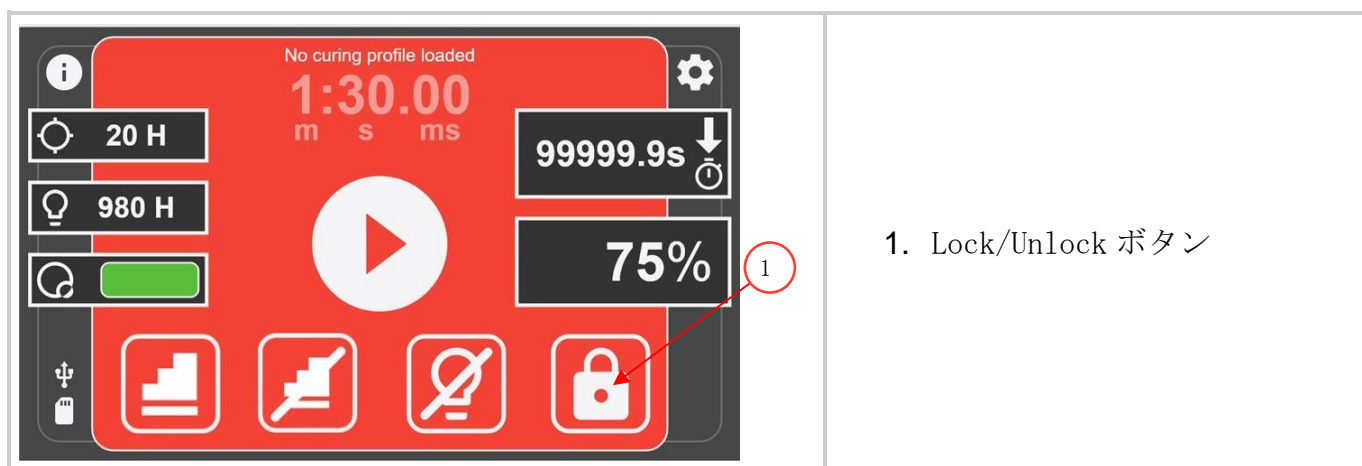 No curing profile loaded
1:30.00
m s ms
20 H
99999.9s
980 H
75%
1
1. Lock/Unlock ボタン